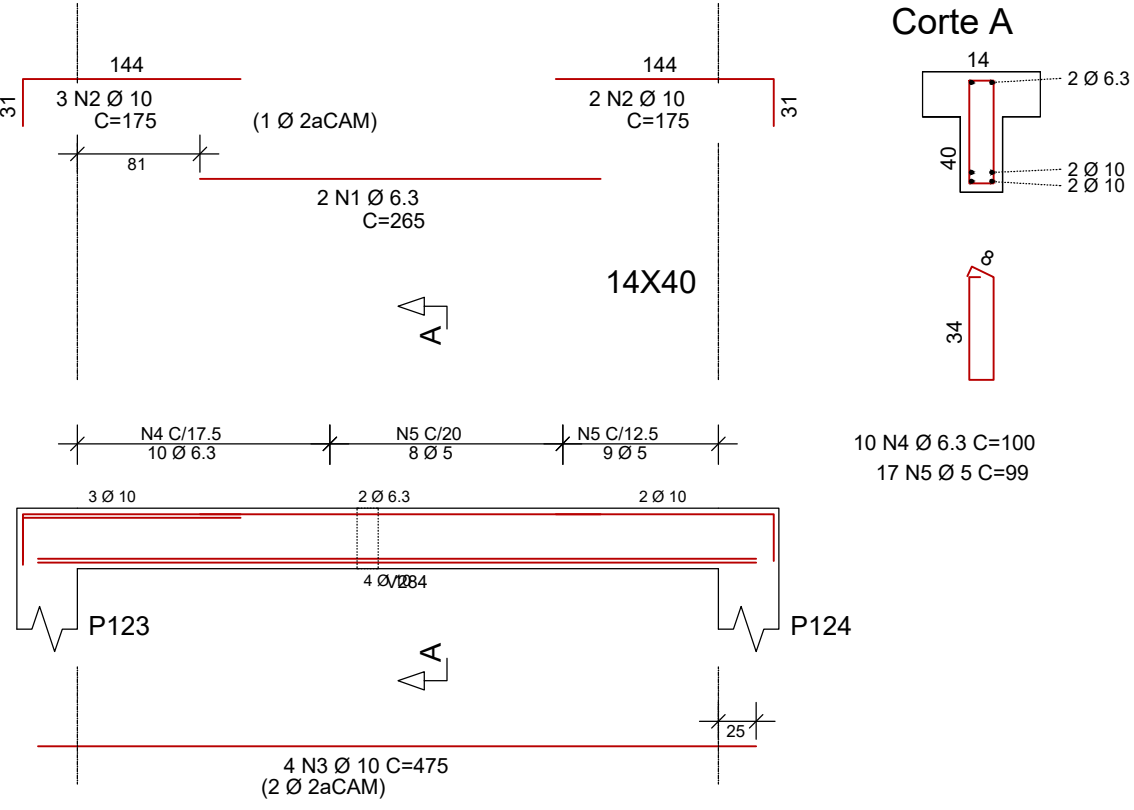 Corte A
144
144
14
2 Ø 6.3
31
3 N2 Ø 10
C=175
(1 Ø 2aCAM)
2 N2 Ø 10
C=175
31
81
40
2 Ø 10
2 Ø 10
2 N1 Ø 6.3
C=265
14X40
8
34
A
N4 C/17.5
10 Ø 6.3
N5 C/20
8 Ø 5
N5 C/12.5
9 Ø 5
10 N4 Ø 6.3 C=100
17 N5 Ø 5 C=99
3 Ø 10
2 Ø 6.3
2 Ø 10
4 Ø 10
V284
P123
P124
A
25
4 N3 Ø 10 C=475
(2 Ø 2aCAM)